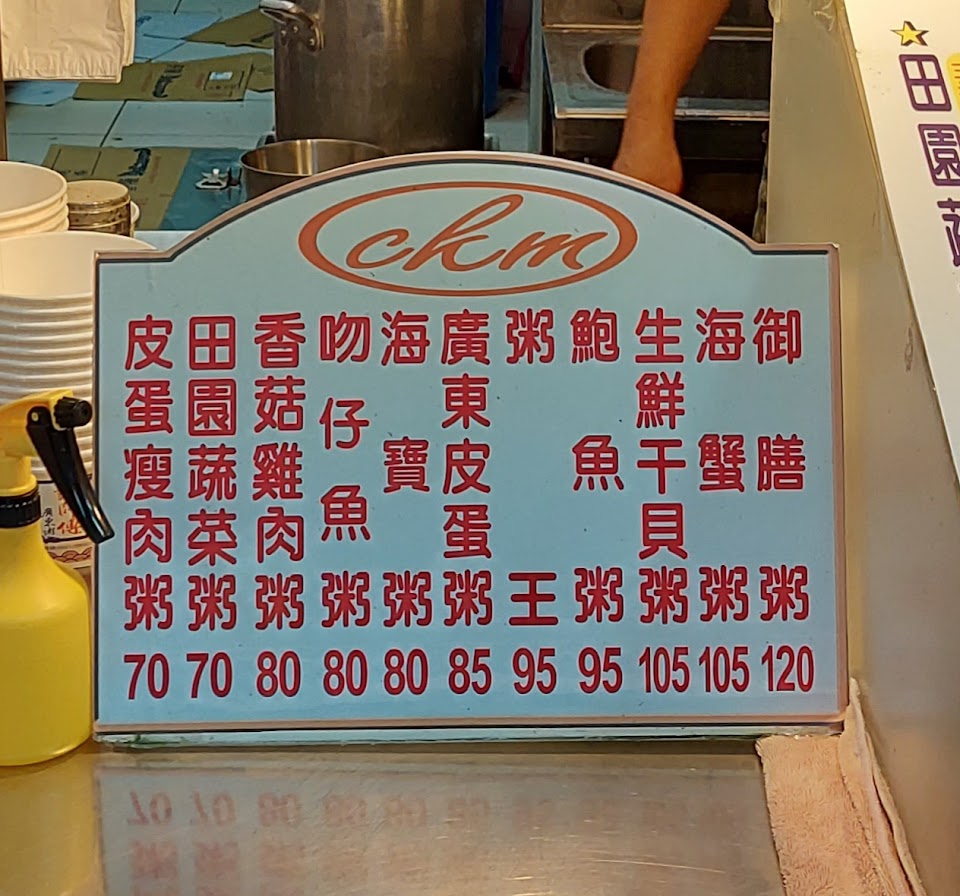 ckm
皮蛋瘦肉粥 70
田園蔬菜粥 70
香菇雞肉粥 80
吻仔魚粥 80
海寶粥 80
廣東皮蛋粥 85
粥王 95
鮑魚粥 95
生鮮干貝粥 105
海蟹粥 105
御膳粥 120
田園蔬